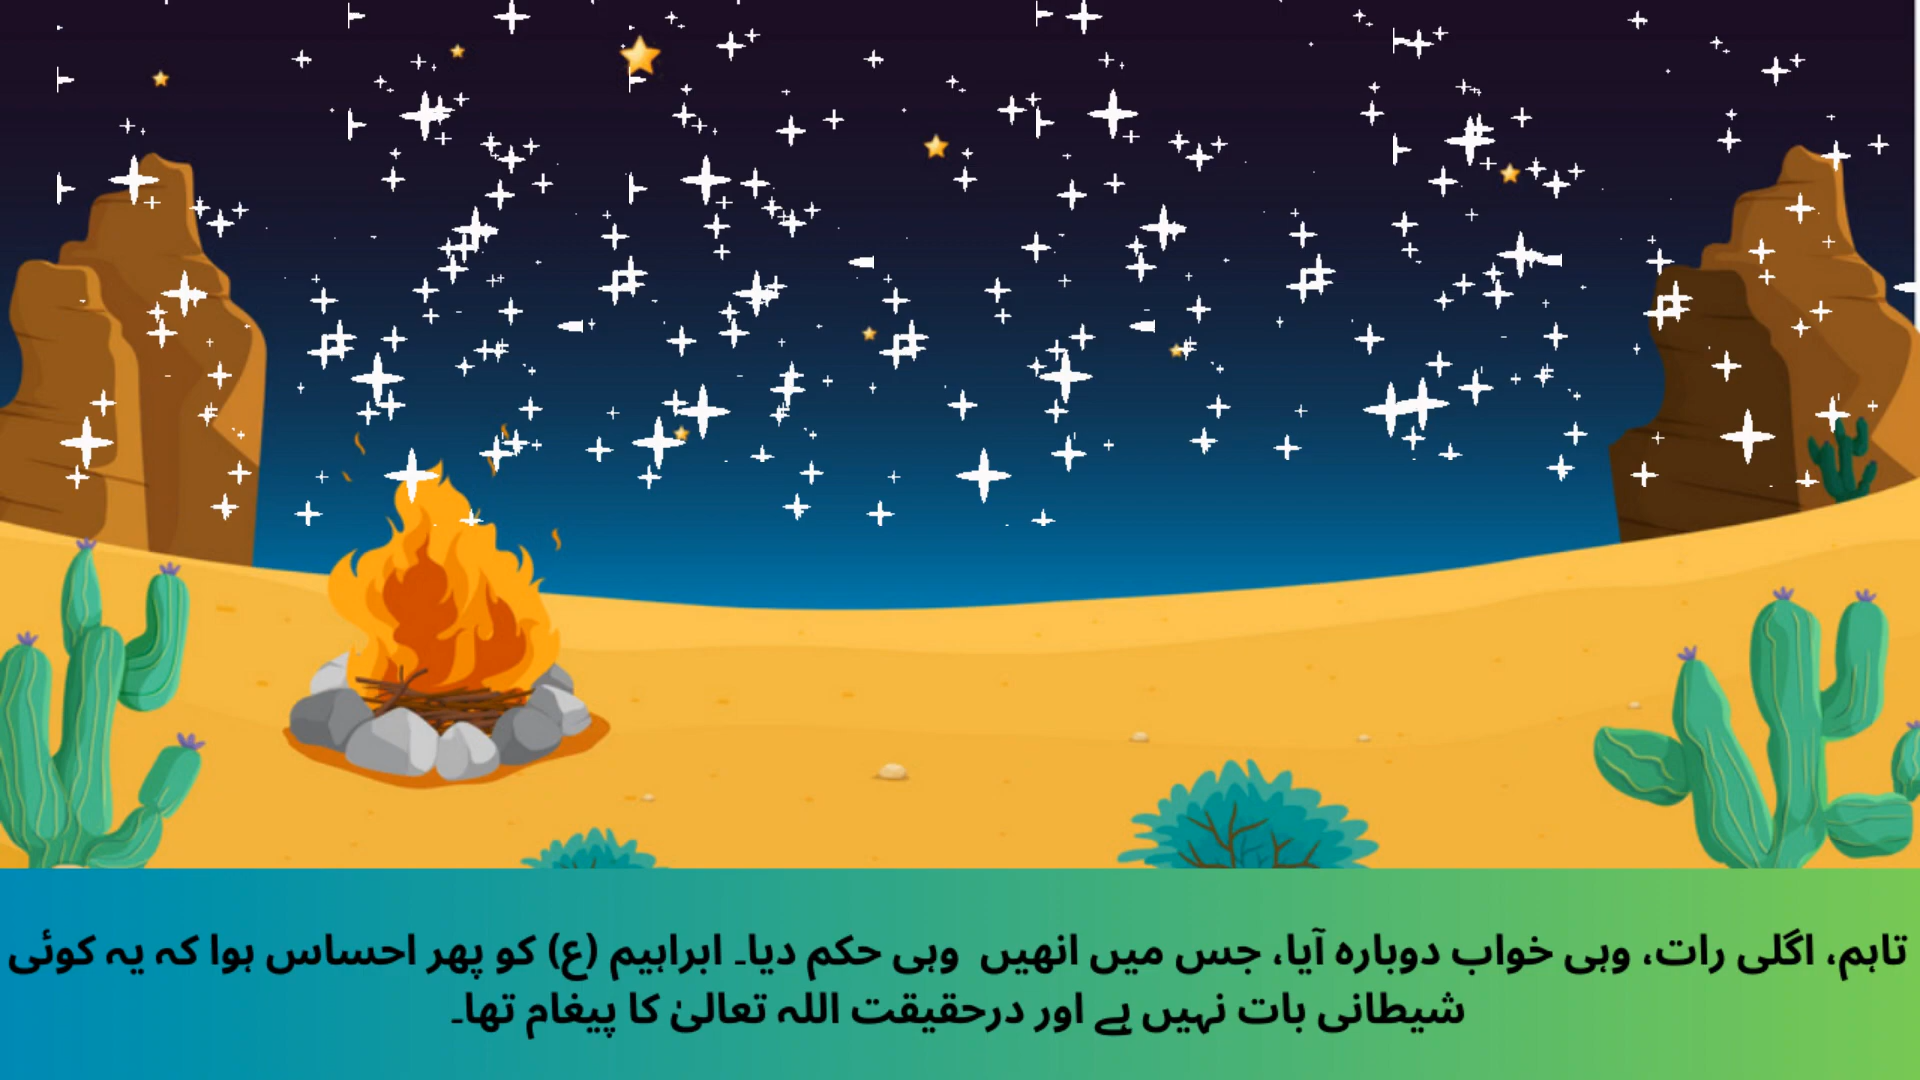 تاہم، اگلی رات، وہی خواب دوبارہ آیا، جس میں انھیں وہی حکم دیا۔ ابراہیم (ع) کو پھر احساس ہوا کہ یہ کوئی
شیطانی بات نہیں ہے اور درحقیقت اللہ تعالیٰ کا پیغام تھا۔